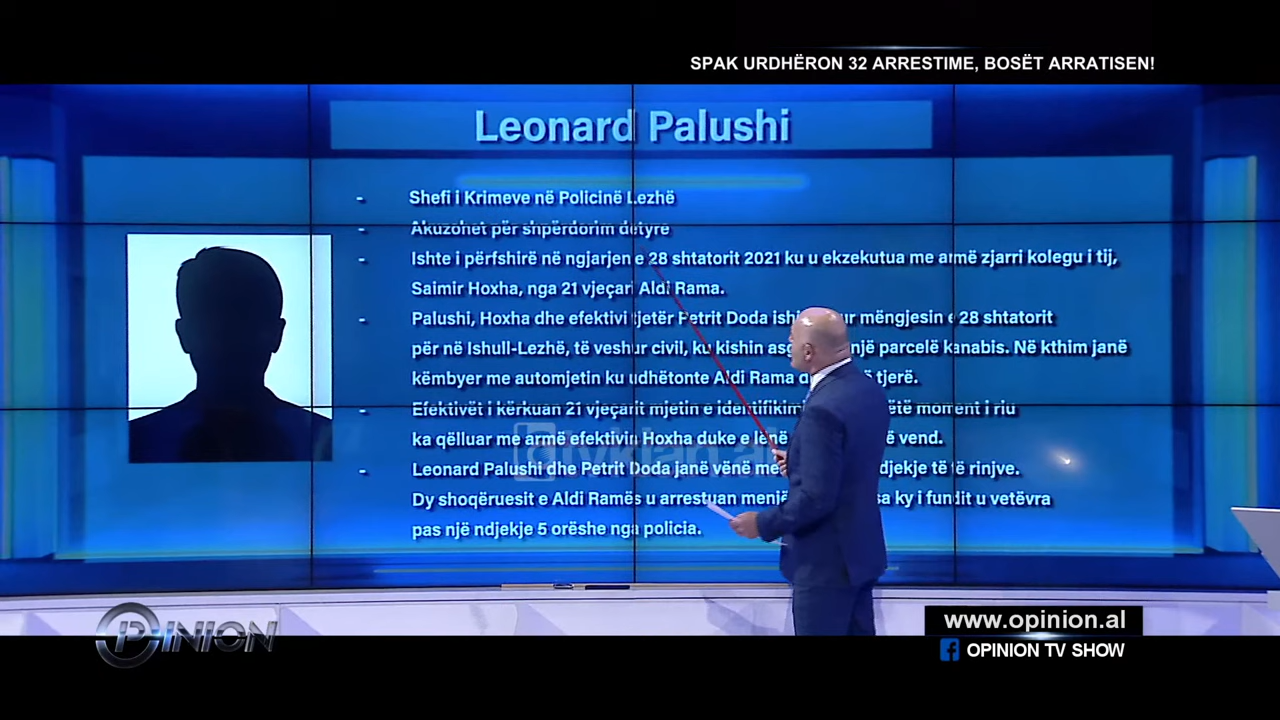 SPAK URDHËRON 32 ARRESTIME, BOSËT ARRATISEN!
Leonard Palushi
- Shefi i Krimeve në Policinë Lezhë
- Akuzohet për shpërdorim detyre
- Ishte i përfshirë në ngjarjen e 28 shtatorit 2021 ku u ekzekutua me armë zjarri kolegu i tij,
Saimir Hoxha, nga 21 vjeçari Aldi Rama.
- Palushi, Hoxha dhe efektivi tjetër Petrit Doda mëngjesin e 28 shtatorit
për në Ishull-Lezhë, të veshur civil, ku kishin një parcelë kanabis. Në kthim janë
këmbyer me automjetin ku udhëtonte Aldi Rama të tjerë.
- Efektivët i kërkuan 21 vjeçarit mjetin e moment i riu
ka qëlluar me armë efektivin Hoxha duke e lënë vend.
- Leonard Palushi dhe Petrit Doda janë vënë ndjekje të të rinjve.
Dy shoqëruesit e Aldi Ramës u arrestuan ky i fundit u vetëvra
pas një ndjekje 5 orëshe nga policia.
tvklan.al
OPINION
www.opinion.al
OPINION TV SHOW